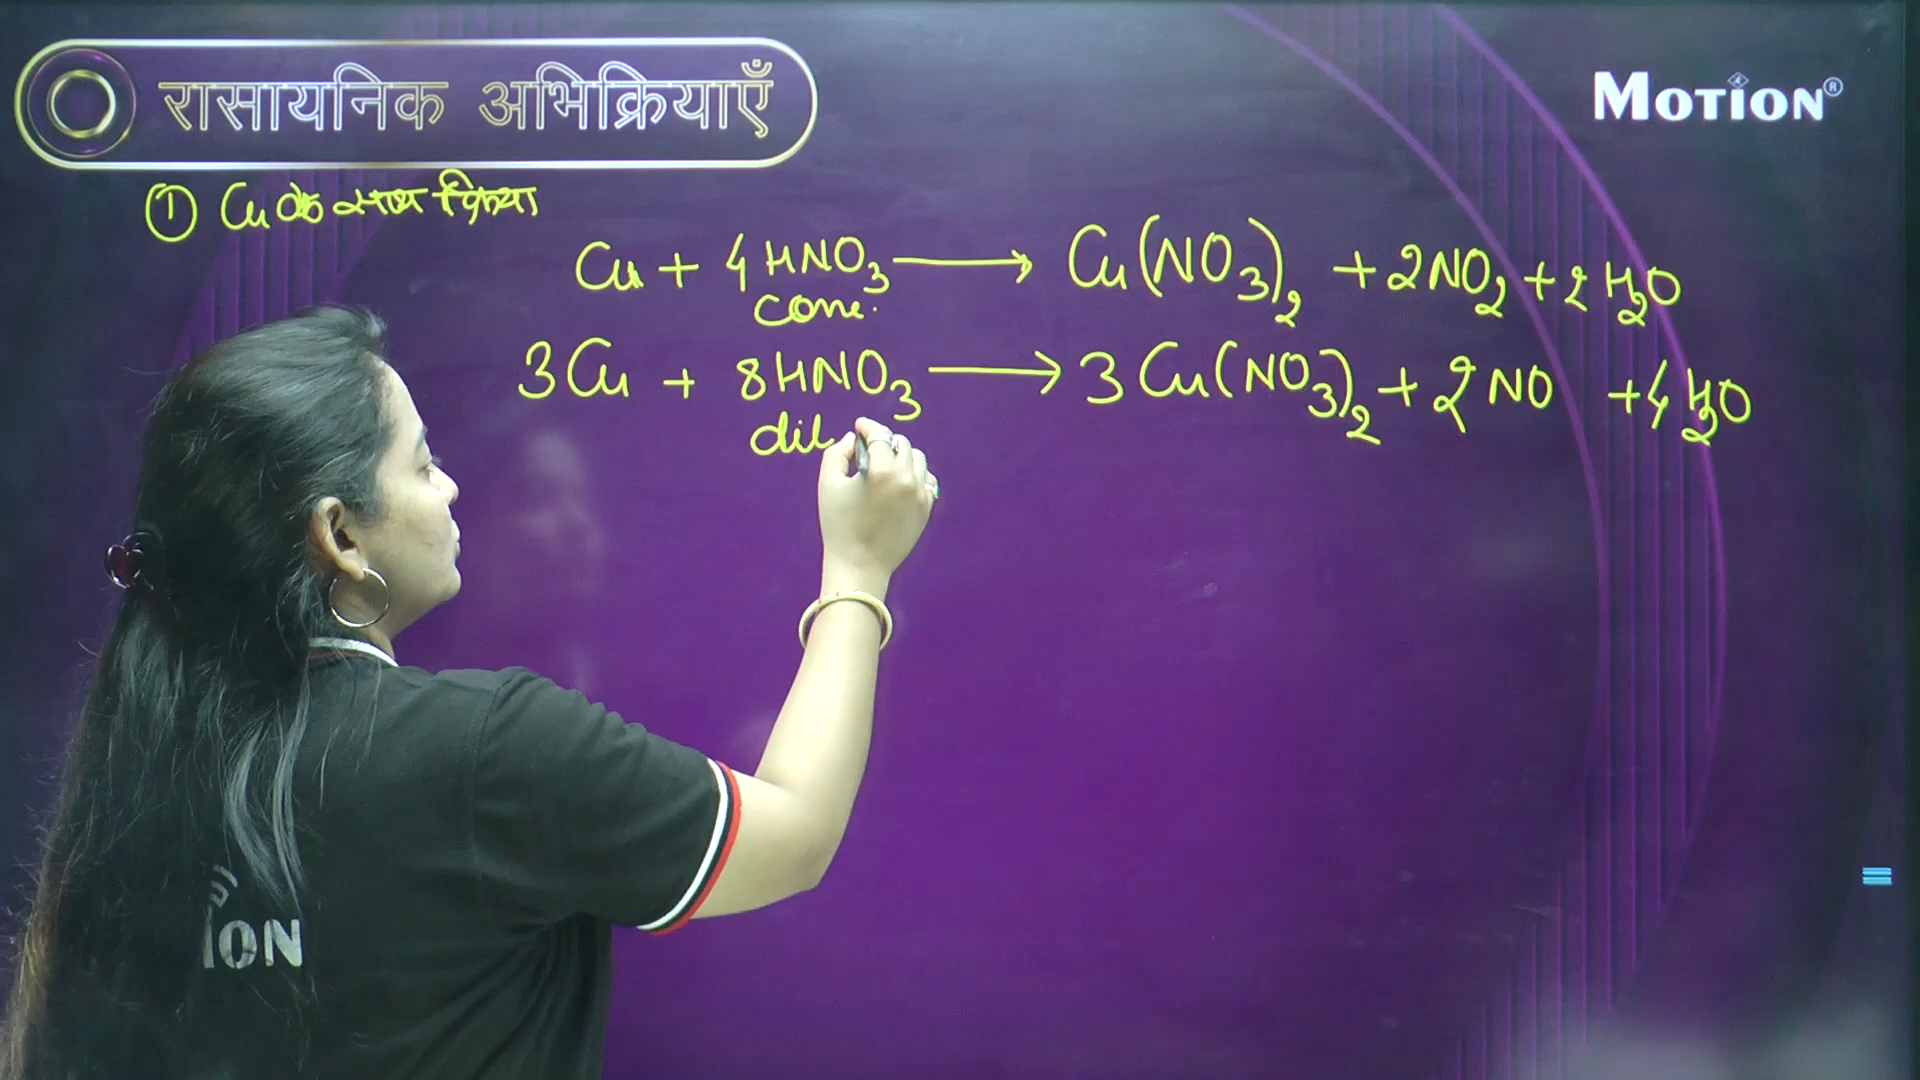 रासायनिक अभिक्रियाएँ
MOTION®
① Cu के साथ क्रिया
Cu + 4HNO₃ ⟶ Cu(NO₃)₂ + 2NO₂ + 2H₂O
conc.
3Cu + 8HNO₃ ⟶ 3Cu(NO₃)₂ + 2NO + 4H₂O
dil
ION